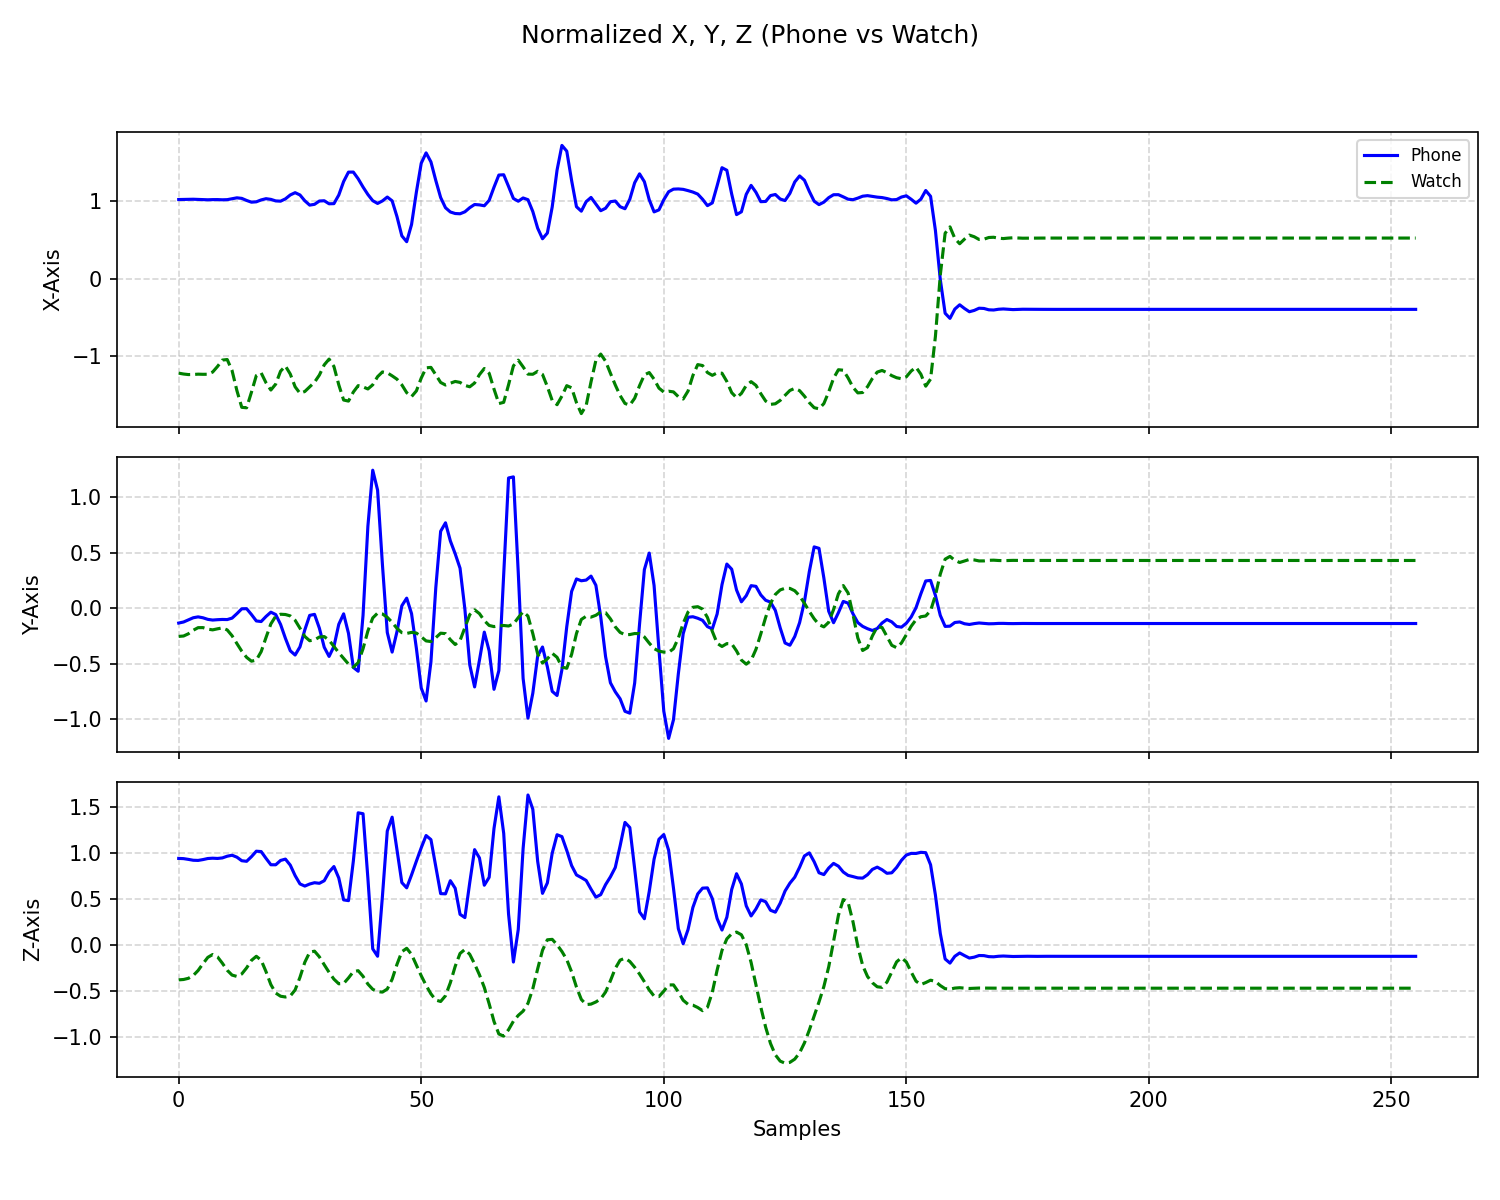 Normalized X, Y, Z (Phone vs Watch)
Phone
Watch
X-Axis
1
0
−1
Y-Axis
1.0
0.5
0.0
−0.5
−1.0
Z-Axis
1.5
1.0
0.5
0.0
−0.5
−1.0
0 50 100 150 200 250
Samples